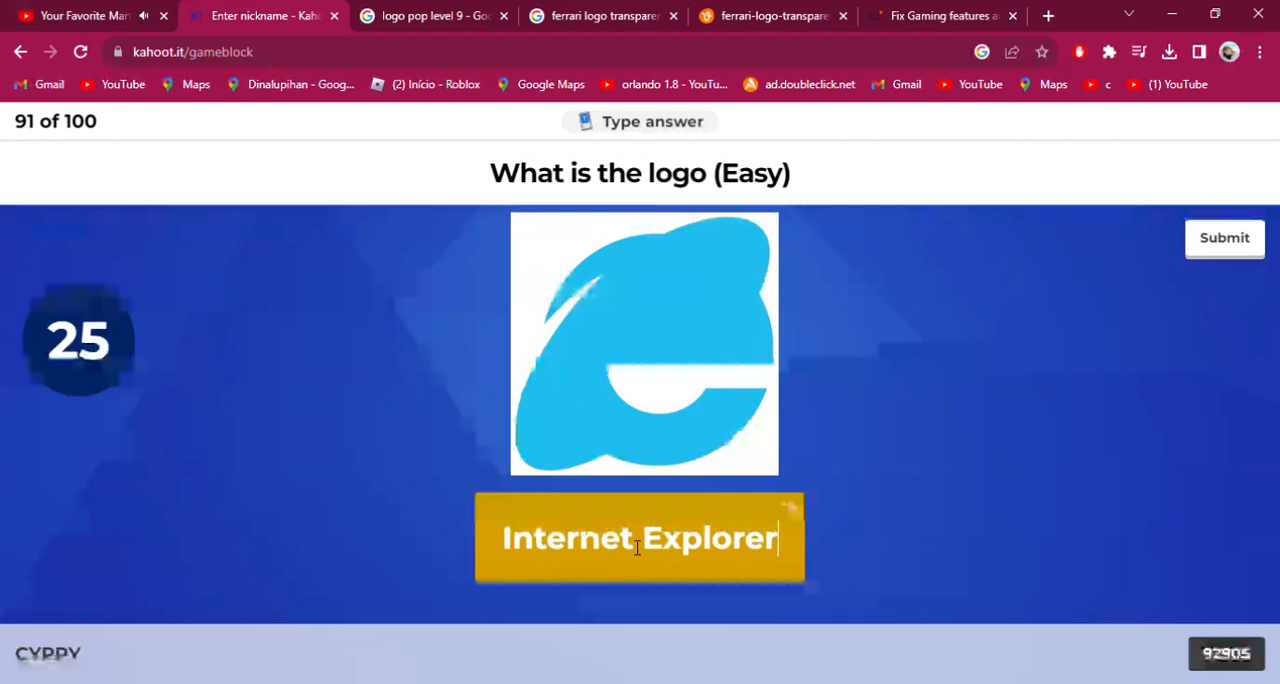 Your Favorite Mar
Enter nickname - Kaho
logo pop level 9 - Goo
ferrari logo transparen
ferrari-logo-transpare
Fix Gaming features a
kahoot.it/gameblock
Gmail
YouTube
Maps
Dinalupihan - Goog...
(2) Início - Roblox
Google Maps
orlando 1.8 - YouTu...
ad.doubleclick.net
Gmail
YouTube
Maps
c
(1) YouTube
91 of 100
Type answer
What is the logo (Easy)
Submit
25
Internet Explorer
CYPPY
92905